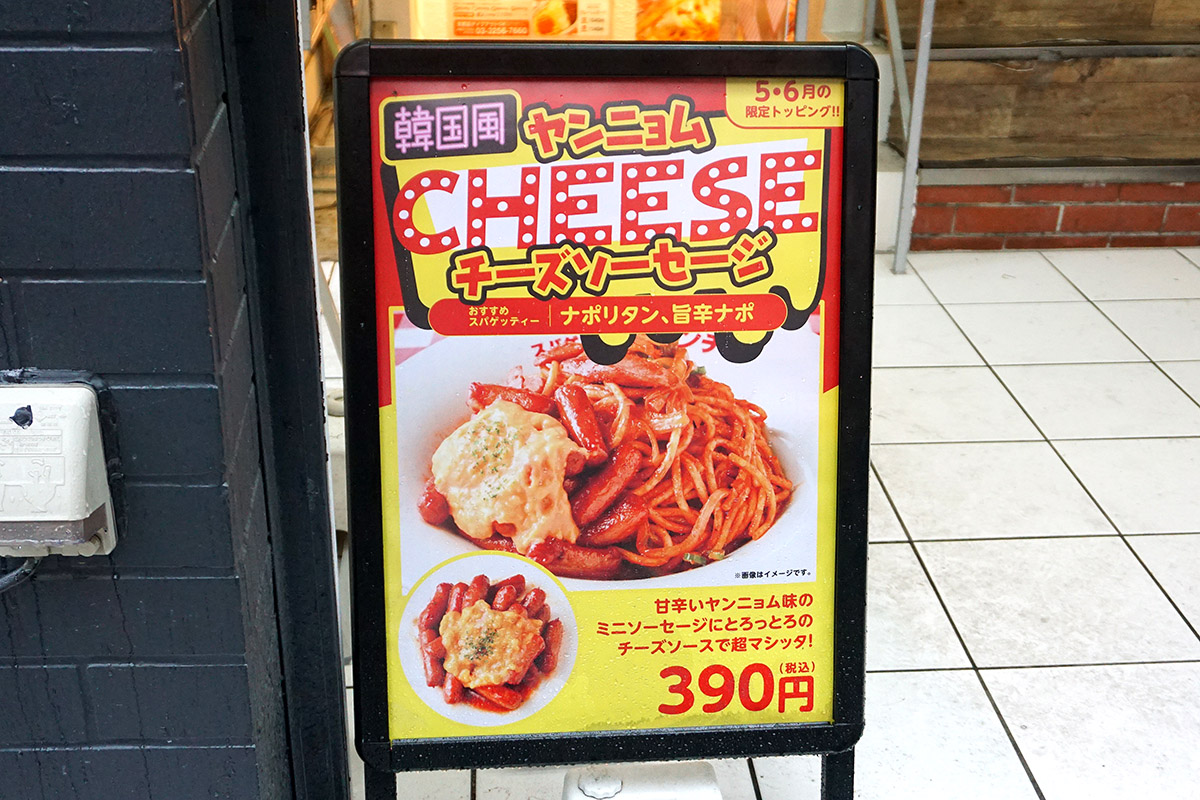 5・6月の
限定トッピング!!
韓国風
ヤンニョム
CHEESE
チーズソーセージ
おすすめ
スパゲッティー
ナポリタン、旨辛ナポ
※画像はイメージです。
甘辛いヤンニョム味の
ミニソーセージにとろっとろの
チーズソースで超マシッタ!
(税込)
390円